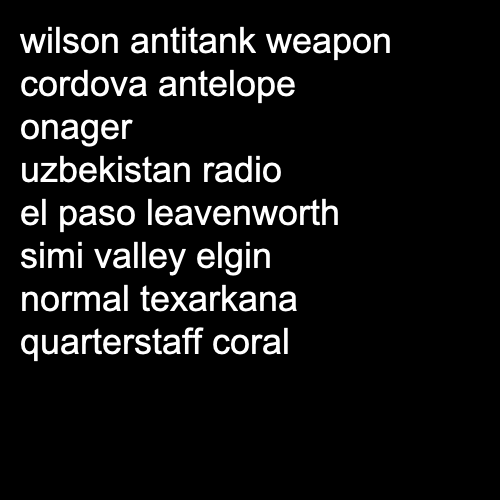 wilson antitank weapon
cordova antelope
onager
uzbekistan radio
el paso leavenworth
simi valley elgin
normal texarkana
quarterstaff coral